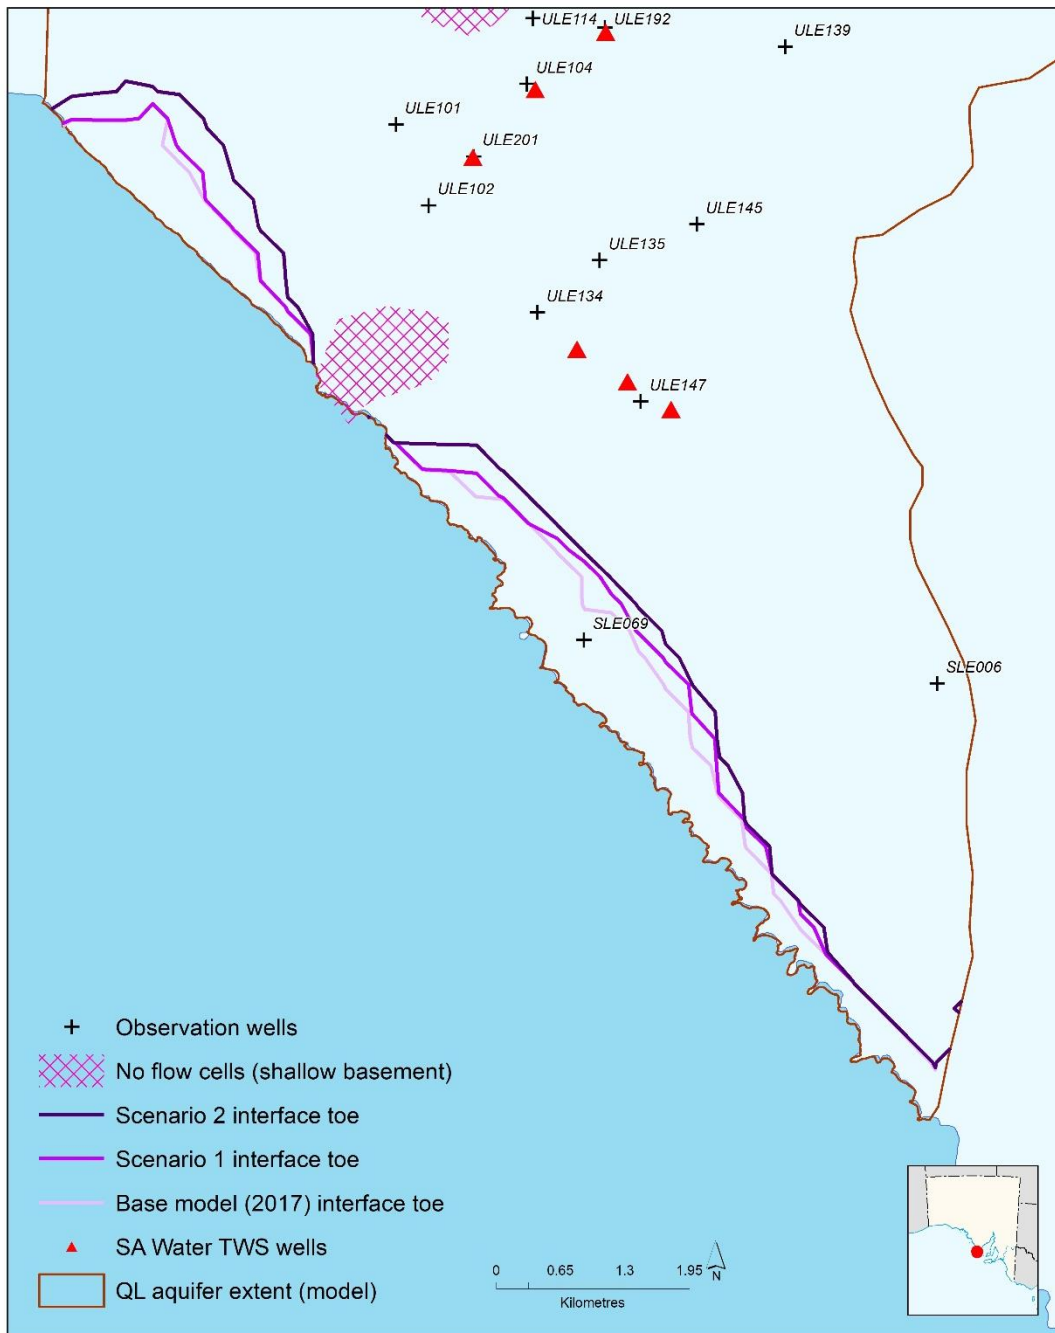 ULE114
ULE192
ULE139
ULE104
ULE101
ULE201
ULE102
ULE145
ULE135
ULE134
ULE147
SLE069
SLE006
Observation wells
No flow cells (shallow basement)
Scenario 2 interface toe
Scenario 1 interface toe
Base model (2017) interface toe
SA Water TWS wells
QL aquifer extent (model)
0 0.65 1.3 1.95
Kilometres
N